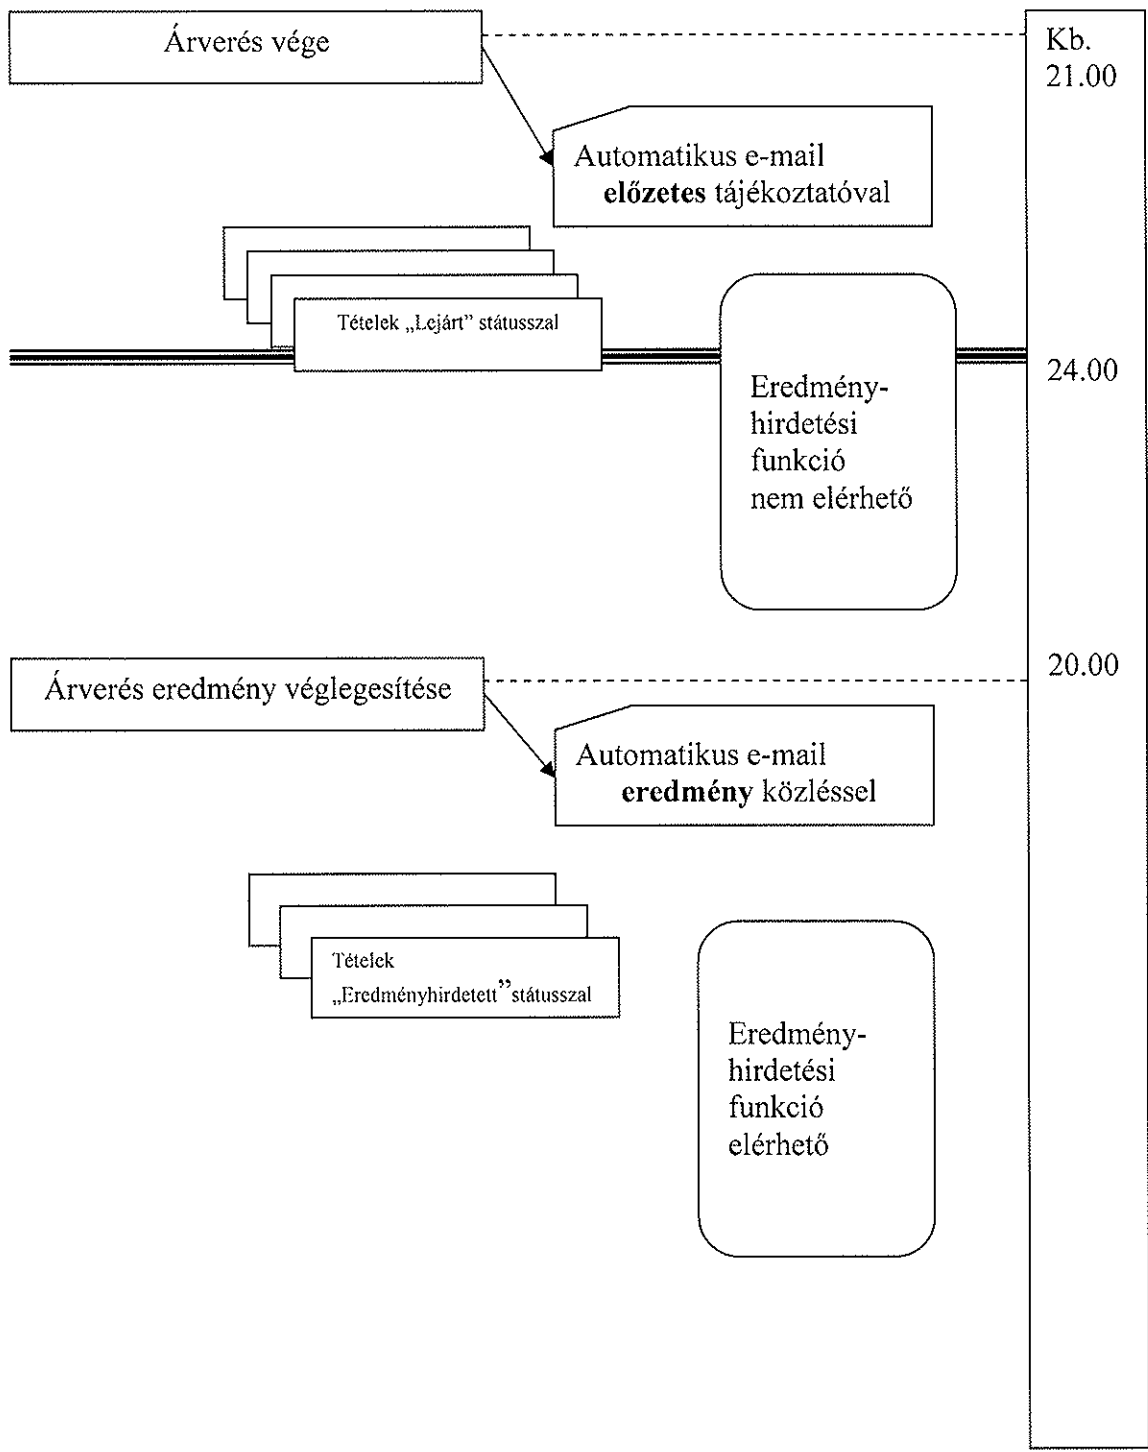 Árverés vége
Kb.
21.00
Automatikus e-mail
előzetes tájékoztatóval
Tételek „Lejárt” státusszal
24.00
Eredmény-
hirdetési
funkció
nem elérhető
Árverés eredmény véglegesítése
20.00
Automatikus e-mail
eredmény közléssel
Tételek
„Eredményhirdetett” státusszal
Eredmény-
hirdetési
funkció
elérhető